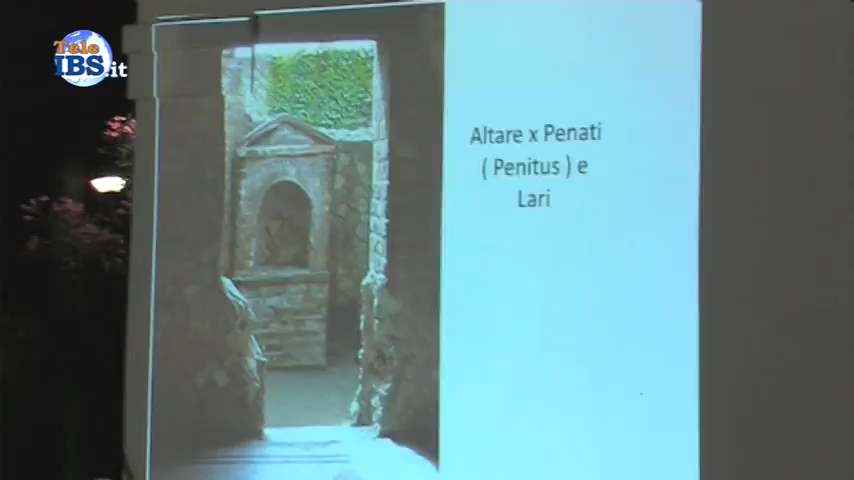 Tele
IBS.it
Altare x Penati
( Penitus ) e
Lari